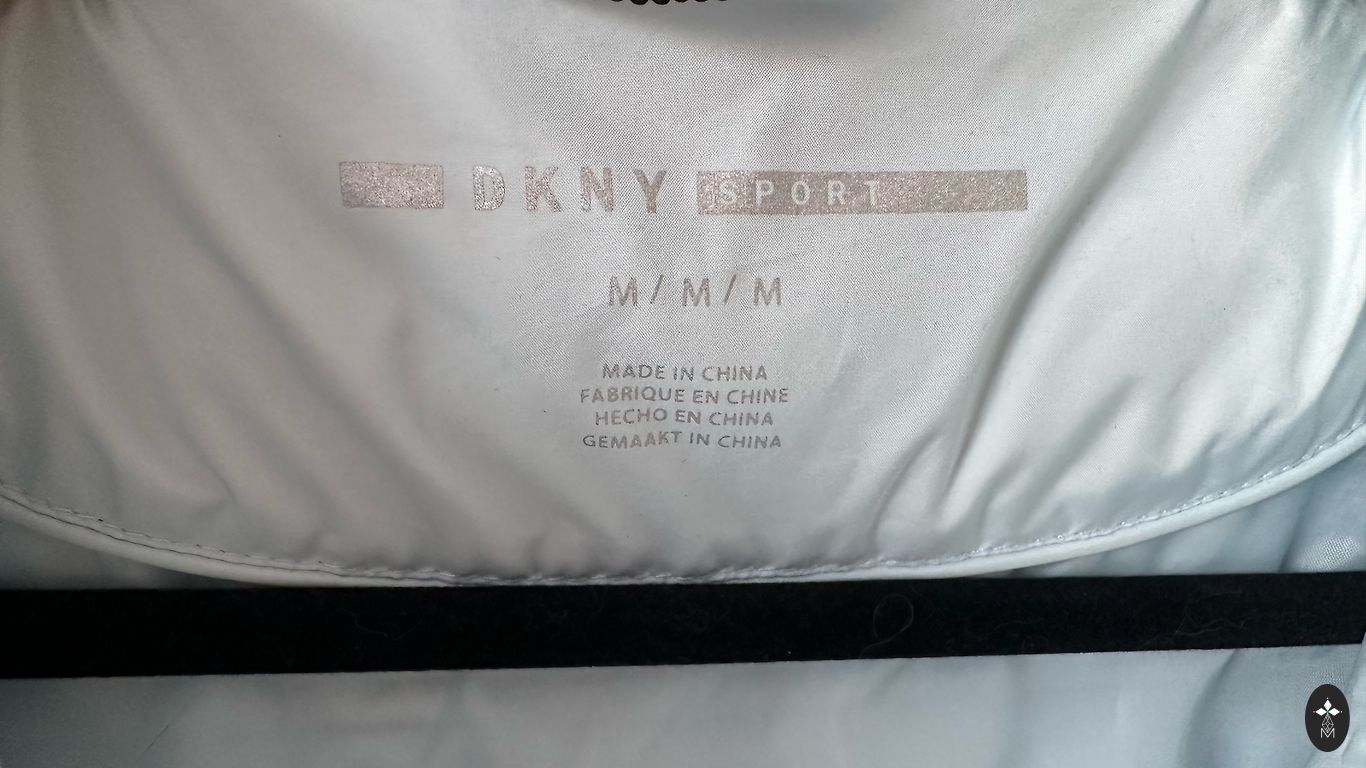 DKNY SPORT
M/M/M
MADE IN CHINA
FABRIQUE EN CHINE
HECHO EN CHINA
GEMAAKT IN CHINA
M